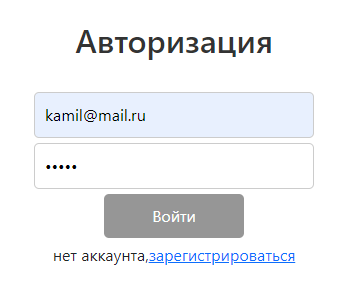 Авторизация
kamil@mail.ru
•••••
Войти
нет аккаунта,зарегистрироваться